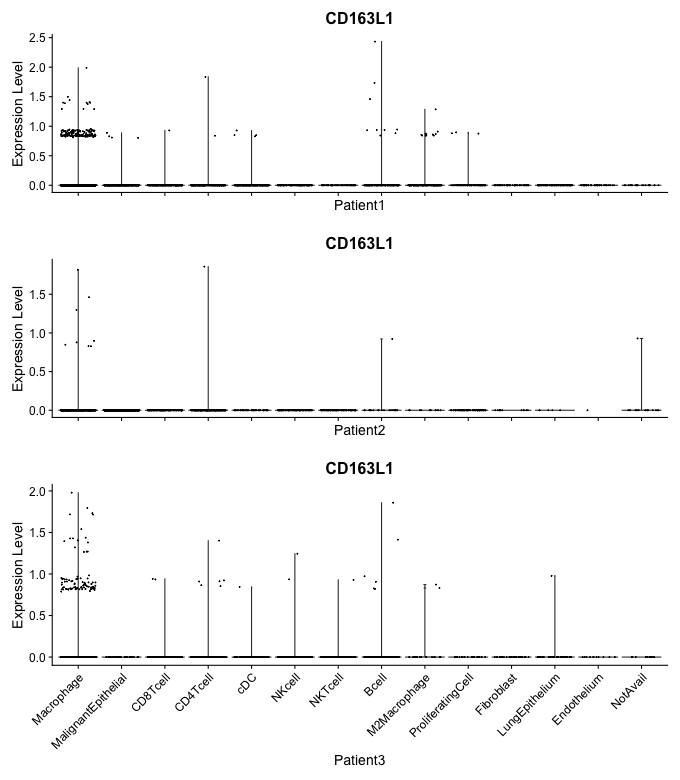 CD163L1
Expression Level
2.5
2.0
1.5
1.0
0.5
0.0
Patient1
CD163L1
Expression Level
1.5
1.0
0.5
0.0
Patient2
CD163L1
Expression Level
2.0
1.5
1.0
0.5
0.0
Macrophage
MalignantEpithelial
CD8Tcell
CD4Tcell
cDC
NKcell
NKTcell
Bcell
M2Macrophage
ProliferatingCell
Fibroblast
LungEpithelium
Endothelium
NotAvail
Patient3